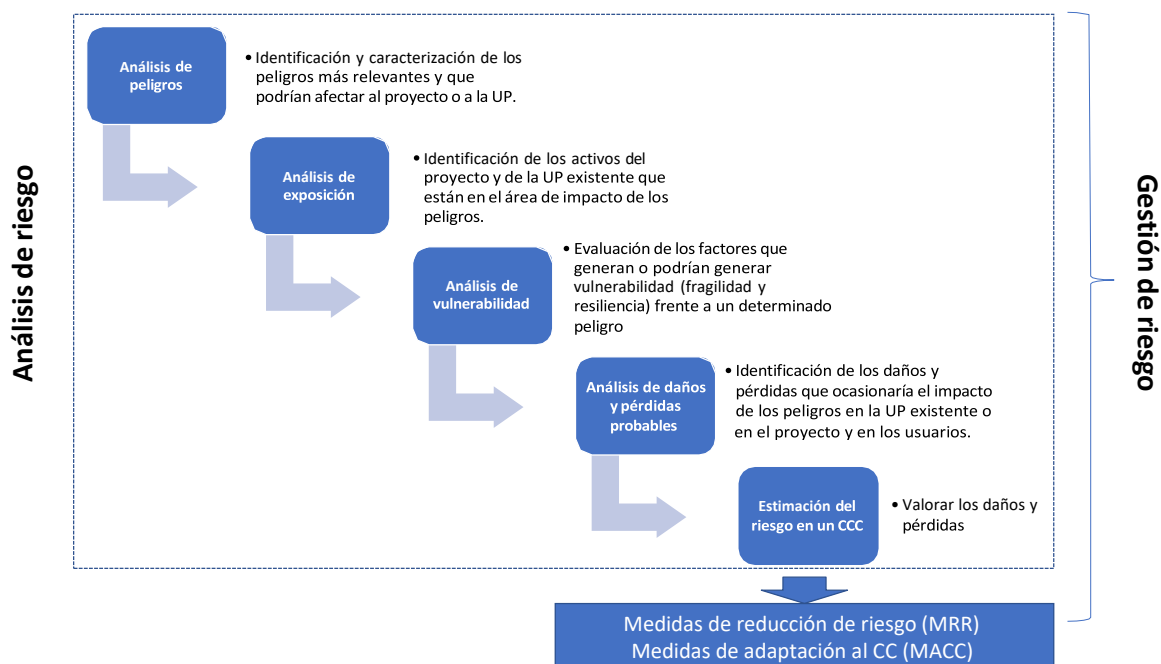 Análisis de riesgo
Análisis de
peligros
• Identificación y caracterización de los
peligros más relevantes y que
podrían afectar al proyecto o a la UP.
Análisis de
exposición
• Identificación de los activos del
proyecto y de la UP existente que
están en el área de impacto de los
peligros.
Análisis de
vulnerabilidad
• Evaluación de los factores que
generan o podrían generar
vulnerabilidad (fragilidad y
resiliencia) frente a un determinado
peligro
Análisis de daños
y pérdidas
probables
• Identificación de los daños y
pérdidas que ocasionaría el impacto
de los peligros en la UP existente o
en el proyecto y en los usuarios.
Estimación del
riesgo en un CCC
• Valorar los daños y
pérdidas
Gestión de riesgo
Medidas de reducción de riesgo (MRR)
Medidas de adaptación al CC (MACC)